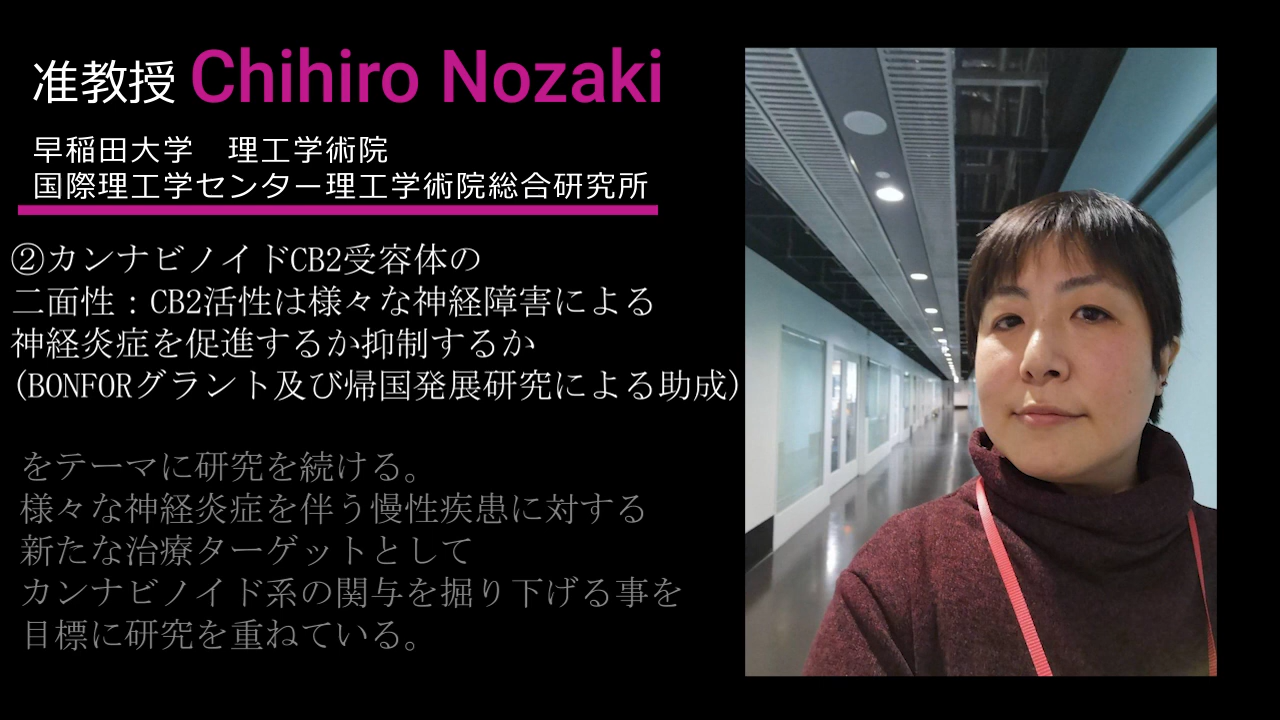 准教授 Chihiro Nozaki
早稲田大学　理工学術院
国際理工学センター理工学術院総合研究所
②カンナビノイドCB2受容体の
二面性：CB2活性は様々な神経障害による
神経炎症を促進するか抑制するか
(BONFORグラント及び帰国発展研究による助成)
をテーマに研究を続ける。
様々な神経炎症を伴う慢性疾患に対する
新たな治療ターゲットとして
カンナビノイド系の関与を掘り下げる事を
目標に研究を重ねている。